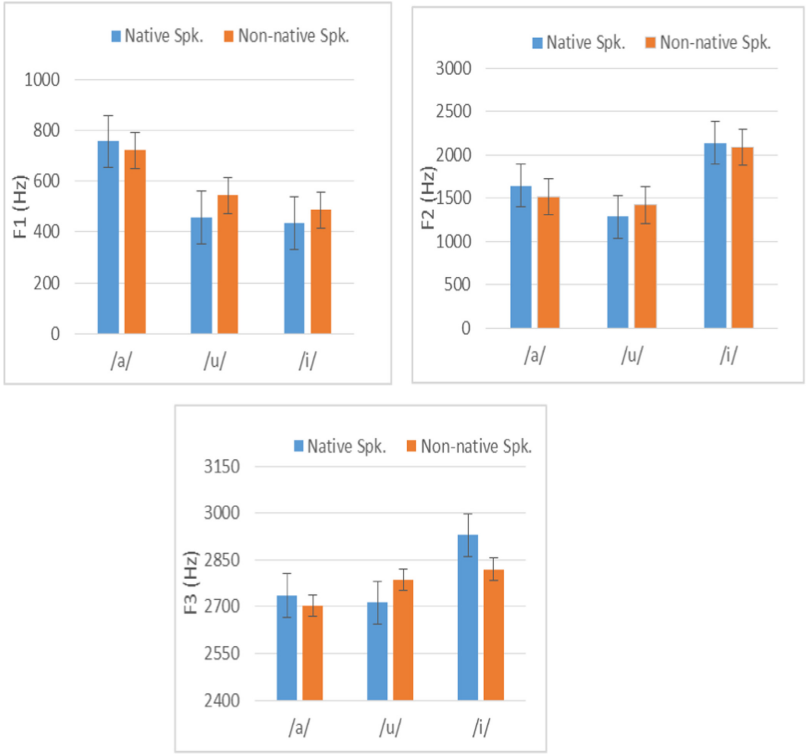 Native Spk. Non-native Spk.
1000
800
600
400
200
0
F1 (Hz)
/a/ /u/ /i/
Native Spk. Non-native Spk.
3000
2500
2000
1500
1000
500
0
F2 (Hz)
/a/ /u/ /i/
Native Spk. Non-native Spk.
3150
3000
2850
2700
2550
2400
F3 (Hz)
/a/ /u/ /i/